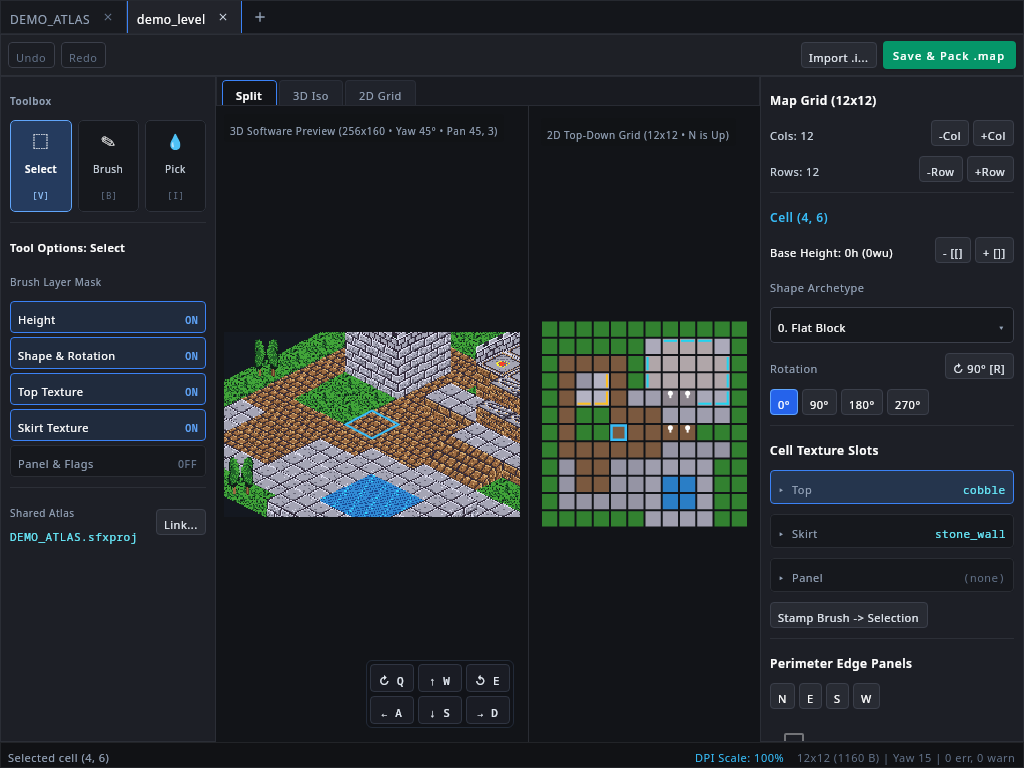 DEMO_ATLAS × demo_level × +
Undo Redo Import .i... Save & Pack .map
Toolbox
Select Brush Pick
[V] [B] [I]
Tool Options: Select
Brush Layer Mask
Height ON
Shape & Rotation ON
Top Texture ON
Skirt Texture ON
Panel & Flags OFF
Shared Atlas
DEMO_ATLAS.sfxproj
Link...
Split 3D Iso 2D Grid
3D Software Preview (256x160 • Yaw 45° • Pan 45, 3)
2D Top-Down Grid (12x12 • N is Up)
↻ Q ↑ W ↺ E
← A ↓ S → D
Map Grid (12x12)
Cols: 12 -Col +Col
Rows: 12 -Row +Row
Cell (4, 6)
Base Height: 0h (0wu) - [[] + []]
Shape Archetype
0. Flat Block
Rotation ↻ 90° [R]
0° 90° 180° 270°
Cell Texture Slots
Top cobble
Skirt stone_wall
Panel (none)
Stamp Brush -> Selection
Perimeter Edge Panels
N E S W
Selected cell (4, 6)
DPI Scale: 100% 12x12 (1160 B) | Yaw 15 | 0 err, 0 warn